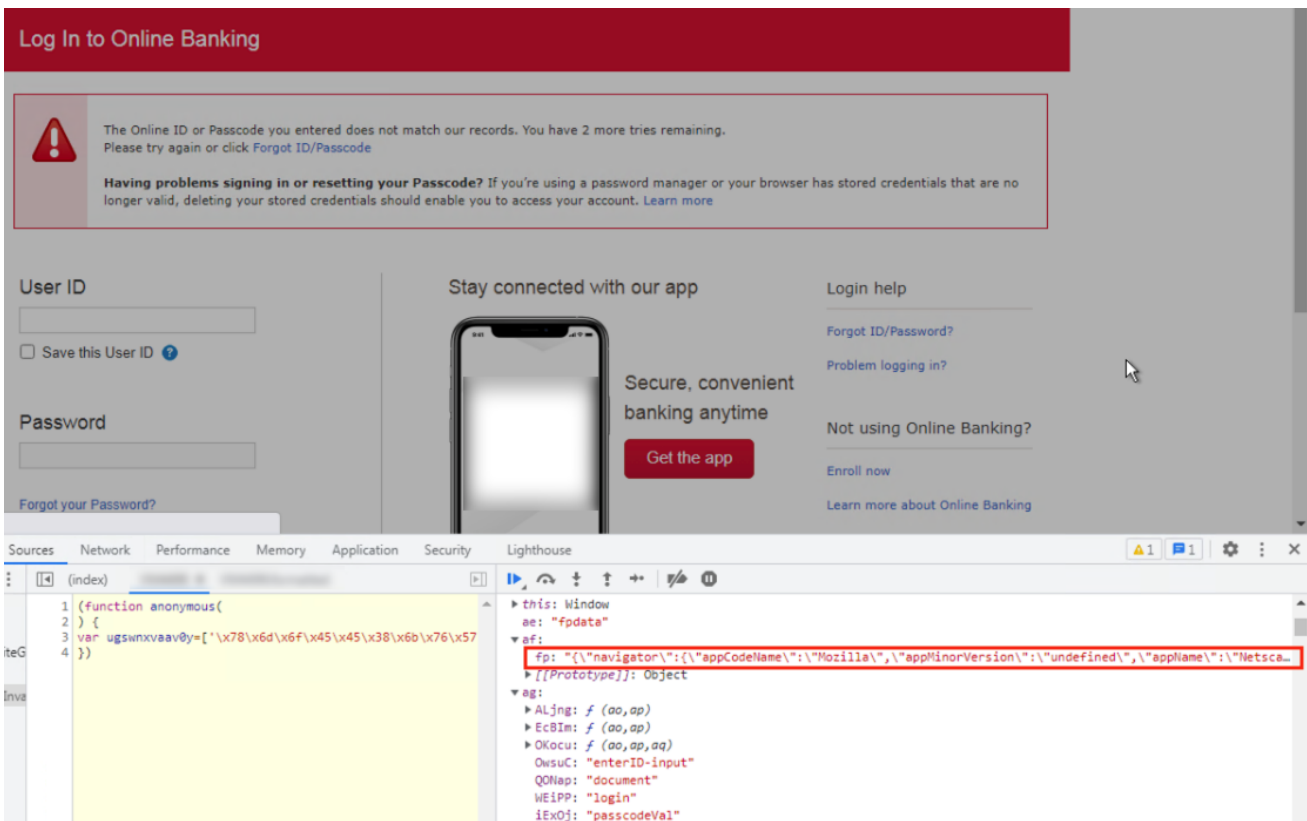 Log In to Online Banking
The Online ID or Passcode you entered does not match our records. You have 2 more tries remaining.
Please try again or click Forgot ID/Passcode
Having problems signing in or resetting your Passcode? If you're using a password manager or your browser has stored credentials that are no
longer valid, deleting your stored credentials should enable you to access your account. Learn more
User ID
Save this User ID ?
Password
Forgot your Password?
Stay connected with our app
Secure, convenient
banking anytime
Get the app
Login help
Forgot ID/Password?
Problem logging in?
Not using Online Banking?
Enroll now
Learn more about Online Banking
Sources Network Performance Memory Application Security Lighthouse 1 1
(index)
iteG
Inva
1 (function anonymous(
2 ) {
3 var ugswnxvaav0y=['\x78\x6d\x6f\x45\x45\x38\x6b\x76\x57
4 })
this: Window
ae: "fpdata"
af:
fp: "{\"navigator\":{\"appCodeName\":\"Mozilla\",\"appMinorVersion\":\"undefined\",\"appName\":\"Netsca…
[[Prototype]]: Object
ag:
ALjng: ƒ (ao,ap)
EcBIm: ƒ (ao,ap)
OKocu: ƒ (ao,ap,aq)
OwsuC: "enterID-input"
QONap: "document"
WEiPP: "login"
iExOj: "passcodeVal"